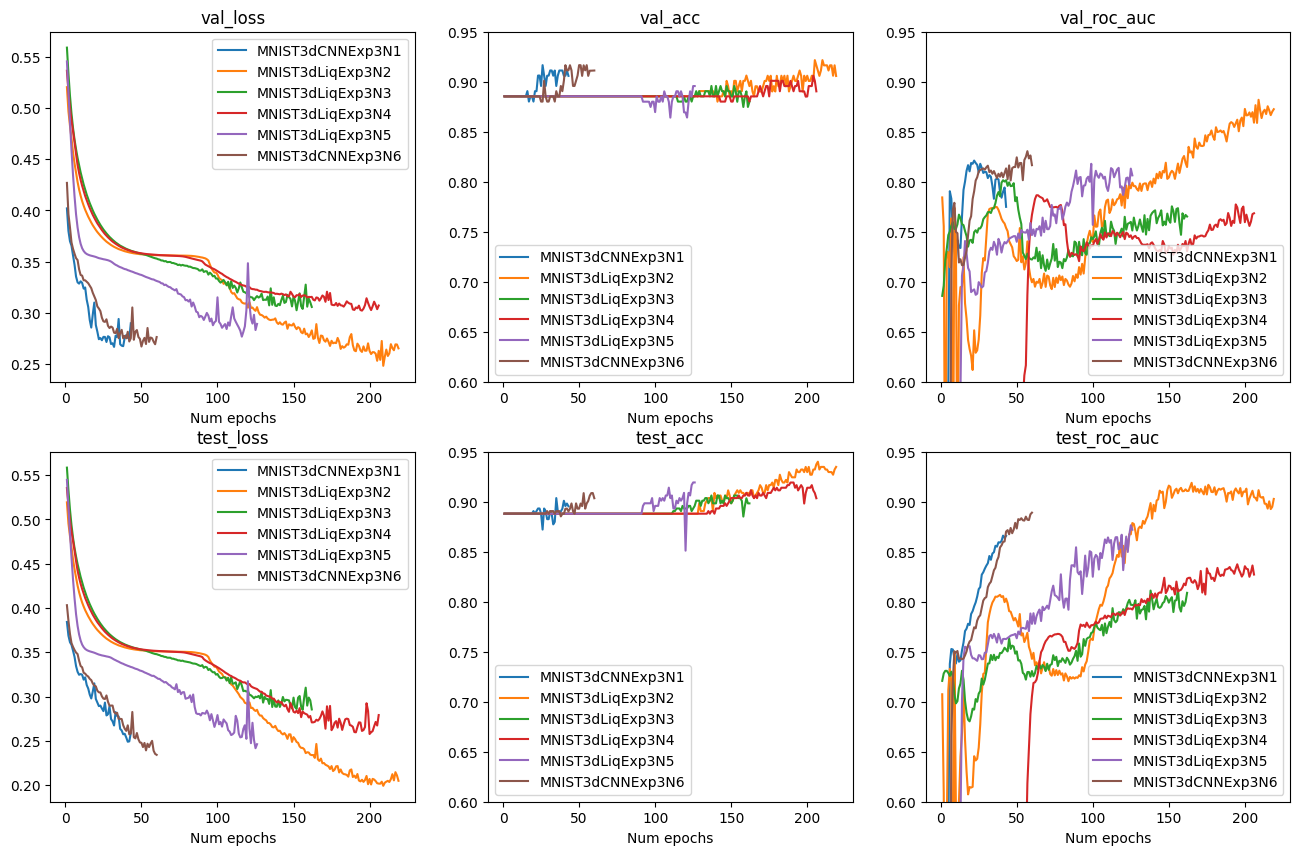 val_loss
0.55
0.50
0.45
0.40
0.35
0.30
0.25
0
50
100
150
200
Num epochs
MNIST3dCNNExp3N1
MNIST3dLiqExp3N2
MNIST3dLiqExp3N3
MNIST3dLiqExp3N4
MNIST3dLiqExp3N5
MNIST3dCNNExp3N6
val_acc
0.95
0.90
0.85
0.80
0.75
0.70
0.65
0.60
MNIST3dCNNExp3N1
MNIST3dLiqExp3N2
MNIST3dLiqExp3N3
MNIST3dLiqExp3N4
MNIST3dLiqExp3N5
MNIST3dCNNExp3N6
0
50
100
150
200
Num epochs
val_roc_auc
0.95
0.90
0.85
0.80
0.75
0.70
0.65
0.60
MNIST3dCNNExp3N1
MNIST3dLiqExp3N2
MNIST3dLiqExp3N3
MNIST3dLiqExp3N4
MNIST3dLiqExp3N5
MNIST3dCNNExp3N6
0
50
100
150
200
Num epochs
test_loss
0.55
0.50
0.45
0.40
0.35
0.30
0.25
0.20
MNIST3dCNNExp3N1
MNIST3dLiqExp3N2
MNIST3dLiqExp3N3
MNIST3dLiqExp3N4
MNIST3dLiqExp3N5
MNIST3dCNNExp3N6
0
50
100
150
200
Num epochs
test_acc
0.95
0.90
0.85
0.80
0.75
0.70
0.65
0.60
MNIST3dCNNExp3N1
MNIST3dLiqExp3N2
MNIST3dLiqExp3N3
MNIST3dLiqExp3N4
MNIST3dLiqExp3N5
MNIST3dCNNExp3N6
0
50
100
150
200
Num epochs
test_roc_auc
0.95
0.90
0.85
0.80
0.75
0.70
0.65
0.60
MNIST3dCNNExp3N1
MNIST3dLiqExp3N2
MNIST3dLiqExp3N3
MNIST3dLiqExp3N4
MNIST3dLiqExp3N5
MNIST3dCNNExp3N6
0
50
100
150
200
Num epochs